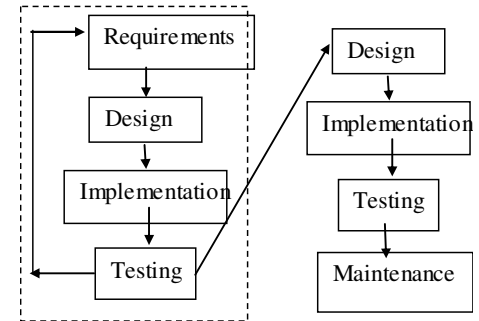 Requirements
Design
Implementation
Testing
Design
Implementation
Testing
Maintenance